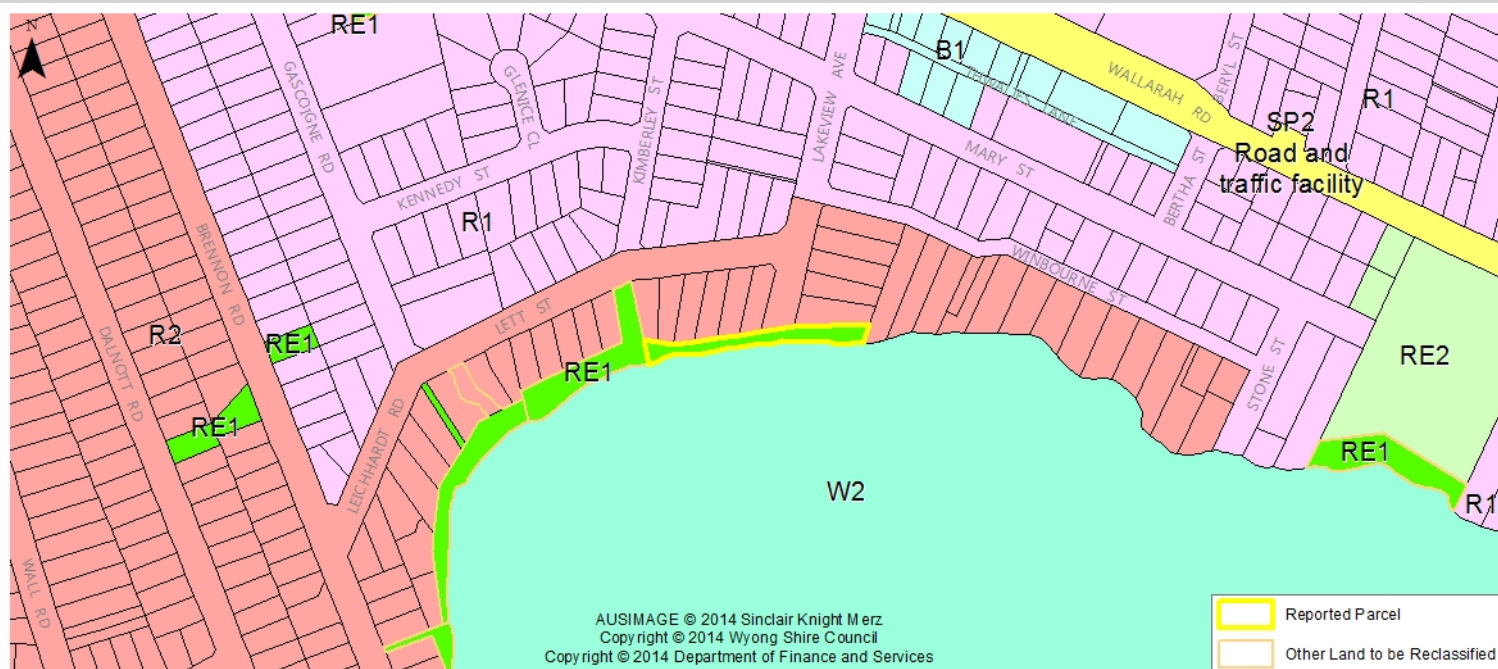 N
RE1
B1
THWAITES LANE
WALLARAH RD
BERYL ST
R1
SP2
Road and
traffic facility
GASCOIGNE RD
GLENICE CL
KIMBERLEY ST
LAKEVIEW AVE
MARY ST
BERTHA ST
KENNEDY ST
R1
BRENNON RD
WINBOURNE ST
R2
RE1
LETT ST
DALNOTT RD
RE1
RE1
LEICHHARDT RD
STONE ST
RE2
RE1
W2
R1
WALL RD
AUSIMAGE © 2014 Sinclair Knight Merz
Copyright © 2014 Wyong Shire Council
Copyright © 2014 Department of Finance and Services
Reported Parcel
Other Land to be Reclassified